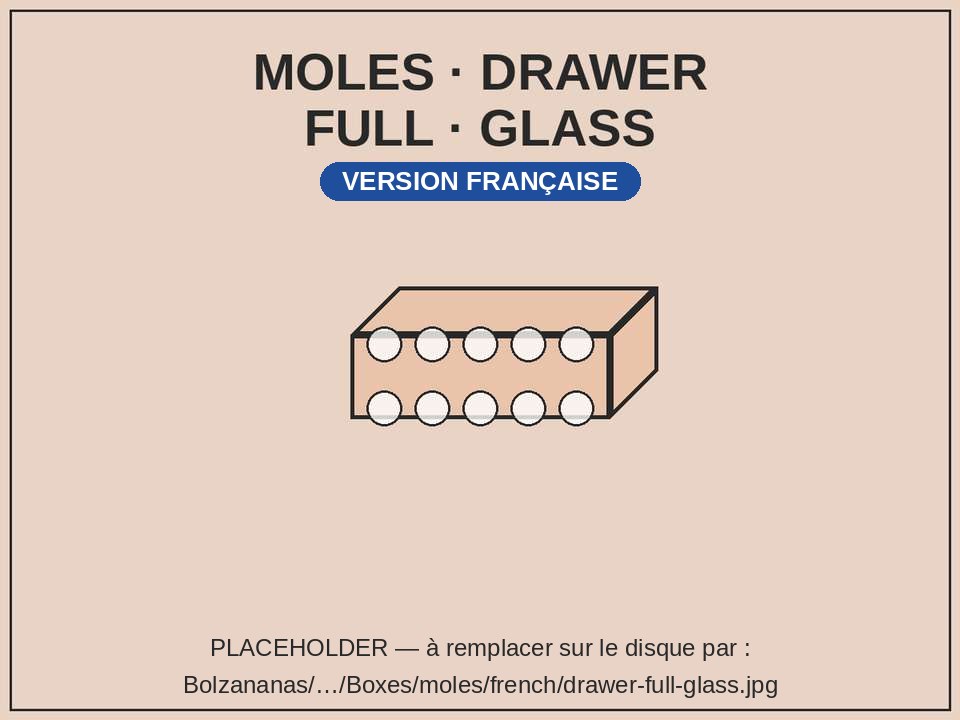 MOLES · DRAWER
FULL · GLASS
VERSION FRANÇAISE
PLACEHOLDER — à remplacer sur le disque par :
Bolzananas/…/Boxes/moles/french/drawer-full-glass.jpg